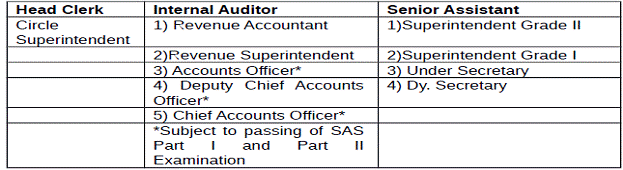 Head Clerk Internal Auditor Senior Assistant
Circle Superintendent 1) Revenue Accountant 1)Superintendent Grade II
2)Revenue Superintendent 2)Superintendent Grade I
3) Accounts Officer* 3) Under Secretary
4) Deputy Chief Accounts Officer* 4) Dy. Secretary
5) Chief Accounts Officer*
*Subject to passing of SAS
Part I and Part II
Examination